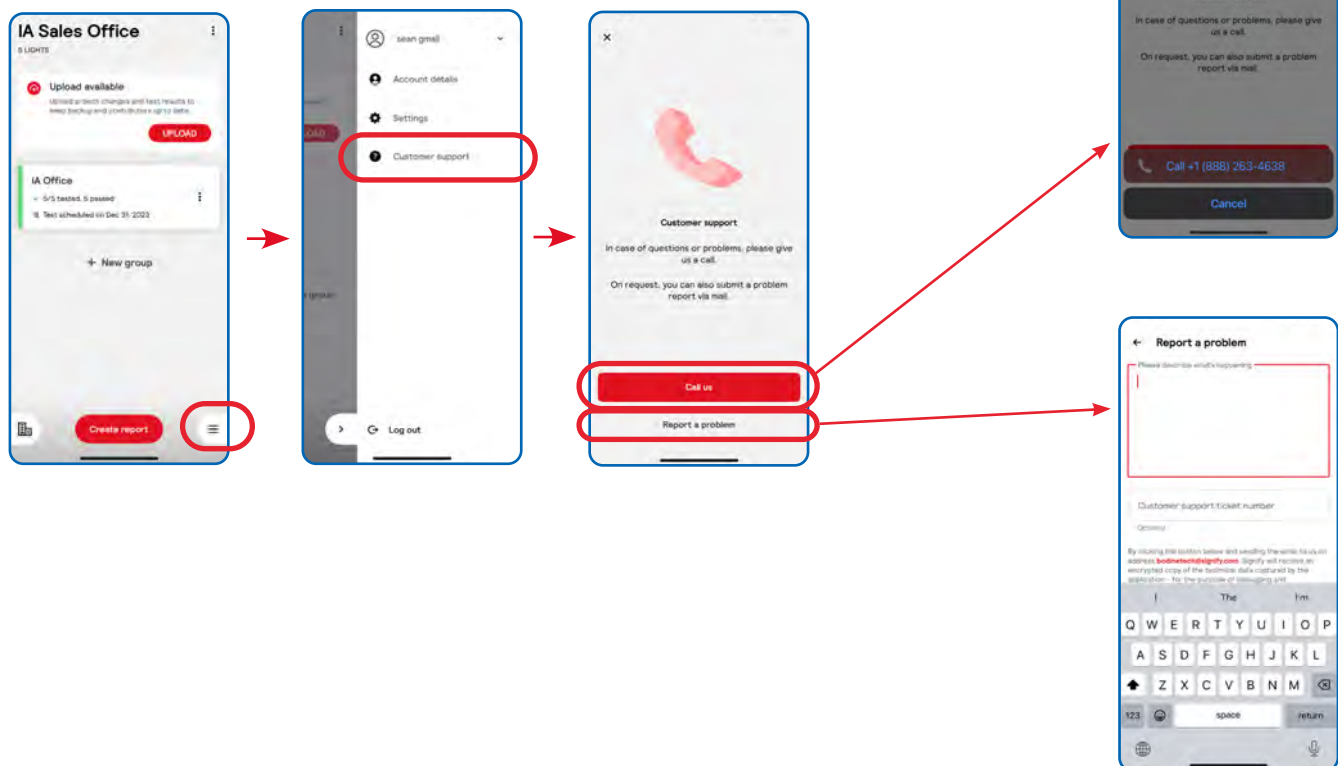 IA Sales Office
5 LIGHTS
Upload available
Upload project changes and test results to
keep backup and contributors up to date.
UPLOAD
IA Office
5/5 tested, 5 passed
Test scheduled on Dec 31, 2023
+ New group
Create report
sean gmail
Account details
Settings
Customer support
Log out
UPLOAD
group
Customer support
In case of questions or problems, please give
us a call.
On request, you can also submit a problem
report via mail.
Call us
Report a problem
In case of questions or problems, please give
us a call.
On request, you can also submit a problem
report via mail.
Call +1 (888) 263-4638
Cancel
Report a problem
Please describe what's happening
Customer support ticket number
Optional
By clicking the button below and sending the email to us on
address bodinetech@signify.com, Signify will receive an
encrypted copy of the technical data captured by the
application - for the purpose of debugging and
I The I'm
Q W E R T Y U I O P
A S D F G H J K L
Z X C V B N M
123 space return